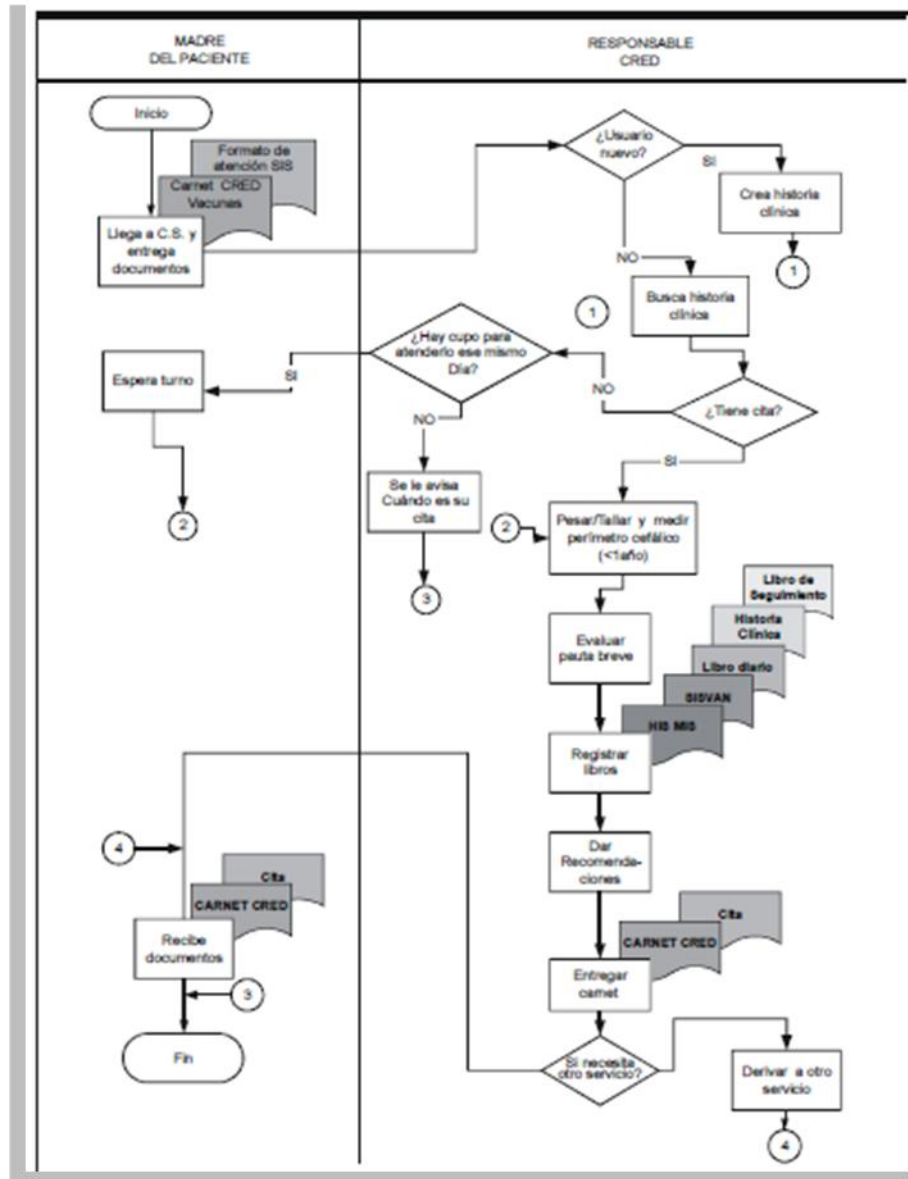 MADRE
DEL PACIENTE
RESPONSABLE
CRED
Inicio
Formato de
atención SIS
Carnet CRED
Vacunas
Llega a C.S. y
entrega
documentos
¿Usuario
nuevo?
SI
Crea historia
clínica
1
NO
Busca historia
clínica
1
¿Hay cupo para
atenderlo ese mismo
Día?
SI
Espera turno
2
NO
¿Tiene cita?
NO
Se le avisa
Cuándo es su
cita
3
SI
2
Pesar/Tallar y medir
perímetro cefálico
(<1año)
Evaluar
pauta breve
Libro de
Seguimiento
Historia
Clínica
Libro diario
SISVAN
HIS MIS
Registrar
libros
Dar
Recomenda-
ciones
4
Cita
CARNET CRED
Recibe
documentos
3
Fin
Cita
CARNET CRED
Entregar
carnet
Si necesita
otro servicio?
Derivar a otro
servicio
4